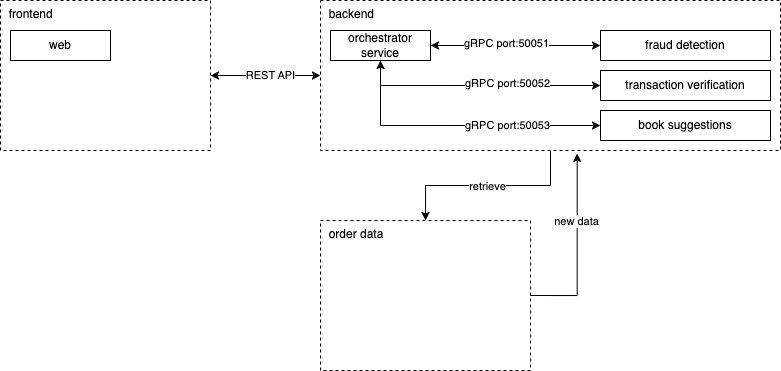 frontend
web
REST API
backend
orchestrator
service
gRPC port:50051
fraud detection
gRPC port:50052
transaction verification
gRPC port:50053
book suggestions
retrieve
new data
order data